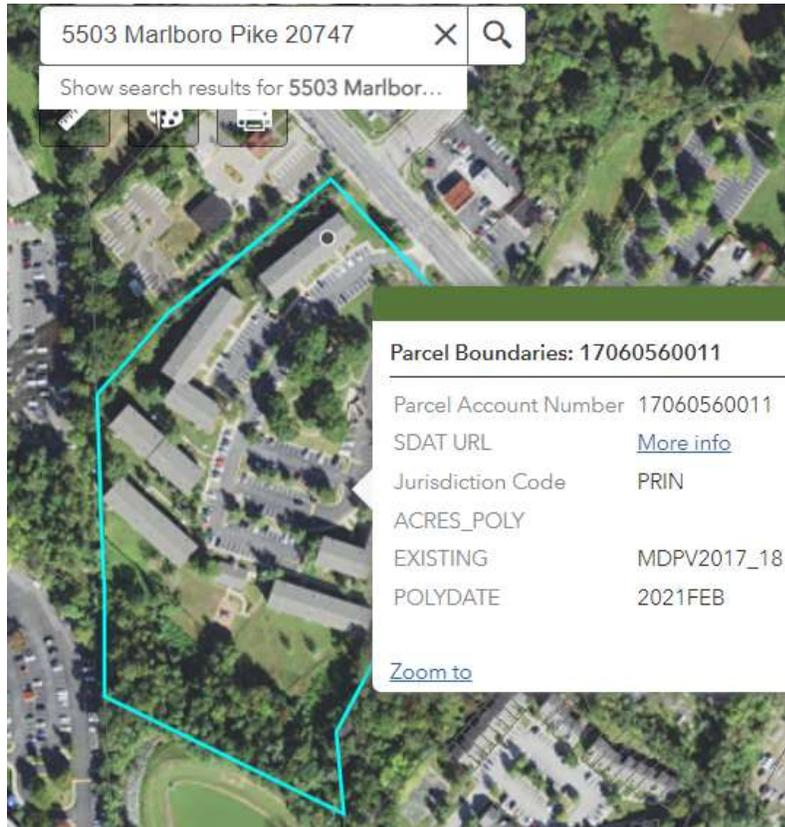 5503 Marlboro Pike 20747
Show search results for 5503 Marlbor...
Parcel Boundaries: 17060560011
Parcel Account Number 17060560011
SDAT URL More info
Jurisdiction Code PRIN
ACRES_POLY
EXISTING MDPV2017_18
POLYDATE 2021FEB
Zoom to